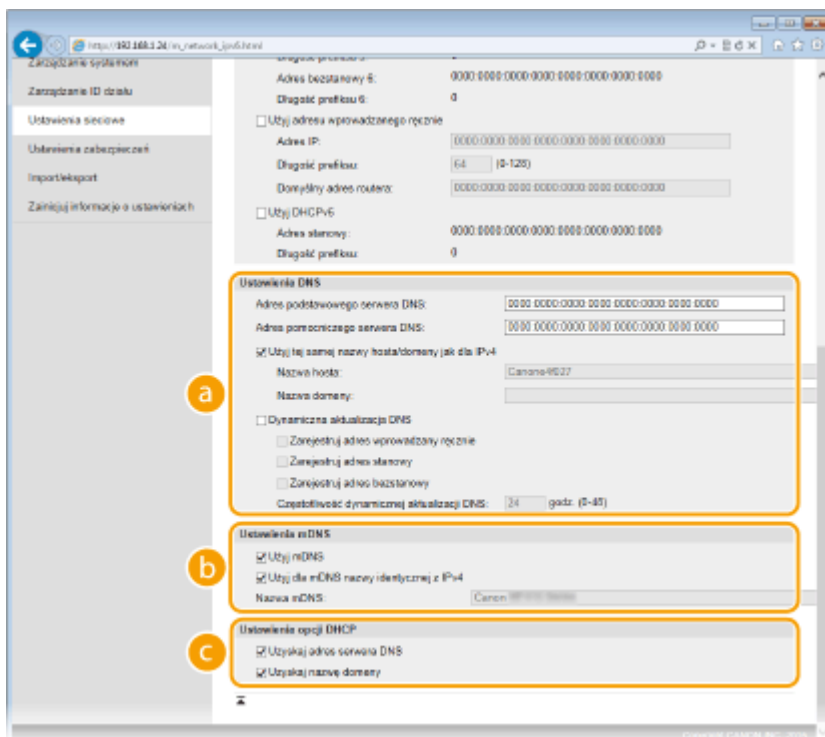 http://192.168.1.24/m_network_ipv6.html
Zarządzanie systemem
Zarządzanie ID działu
Ustawienia sieciowe
Ustawienia zabezpieczeń
Import/eksport
Zainicjuj informacje o ustawieniach
Długość prefiksu 5:
Adres bezstanowy 6: 0000:0000:0000:0000:0000:0000:0000:0000
Długość prefiksu 6: 0
Użyj adresu wprowadzanego ręcznie
Adres IP: 0000:0000:0000:0000:0000:0000:0000:0000
Długość prefiksu: 64 (0-128)
Domyślny adres routera: 0000:0000:0000:0000:0000:0000:0000:0000
Użyj DHCPv6
Adres stanowy: 0000:0000:0000:0000:0000:0000:0000:0000
Długość prefiksu: 0
a
Ustawienia DNS
Adres podstawowego serwera DNS: 0000:0000:0000:0000:0000:0000:0000:0000
Adres pomocniczego serwera DNS: 0000:0000:0000:0000:0000:0000:0000:0000
Użyj tej samej nazwy hosta/domeny jak dla IPv4
Nazwa hosta:
Nazwa domeny:
Dynamiczna aktualizacja DNS
Zarejestruj adres wprowadzany ręcznie
Zarejestruj adres stanowy
Zarejestruj adres bezstanowy
Częstotliwość dynamicznej aktualizacji DNS: 24 godz. (0-48)
b
Ustawienia mDNS
Użyj mDNS
Użyj dla mDNS nazwy identycznej z IPv4
Nazwa mDNS: Canon
c
Ustawienia opcji DHCP
Uzyskaj adres serwera DNS
Uzyskaj nazwę domeny